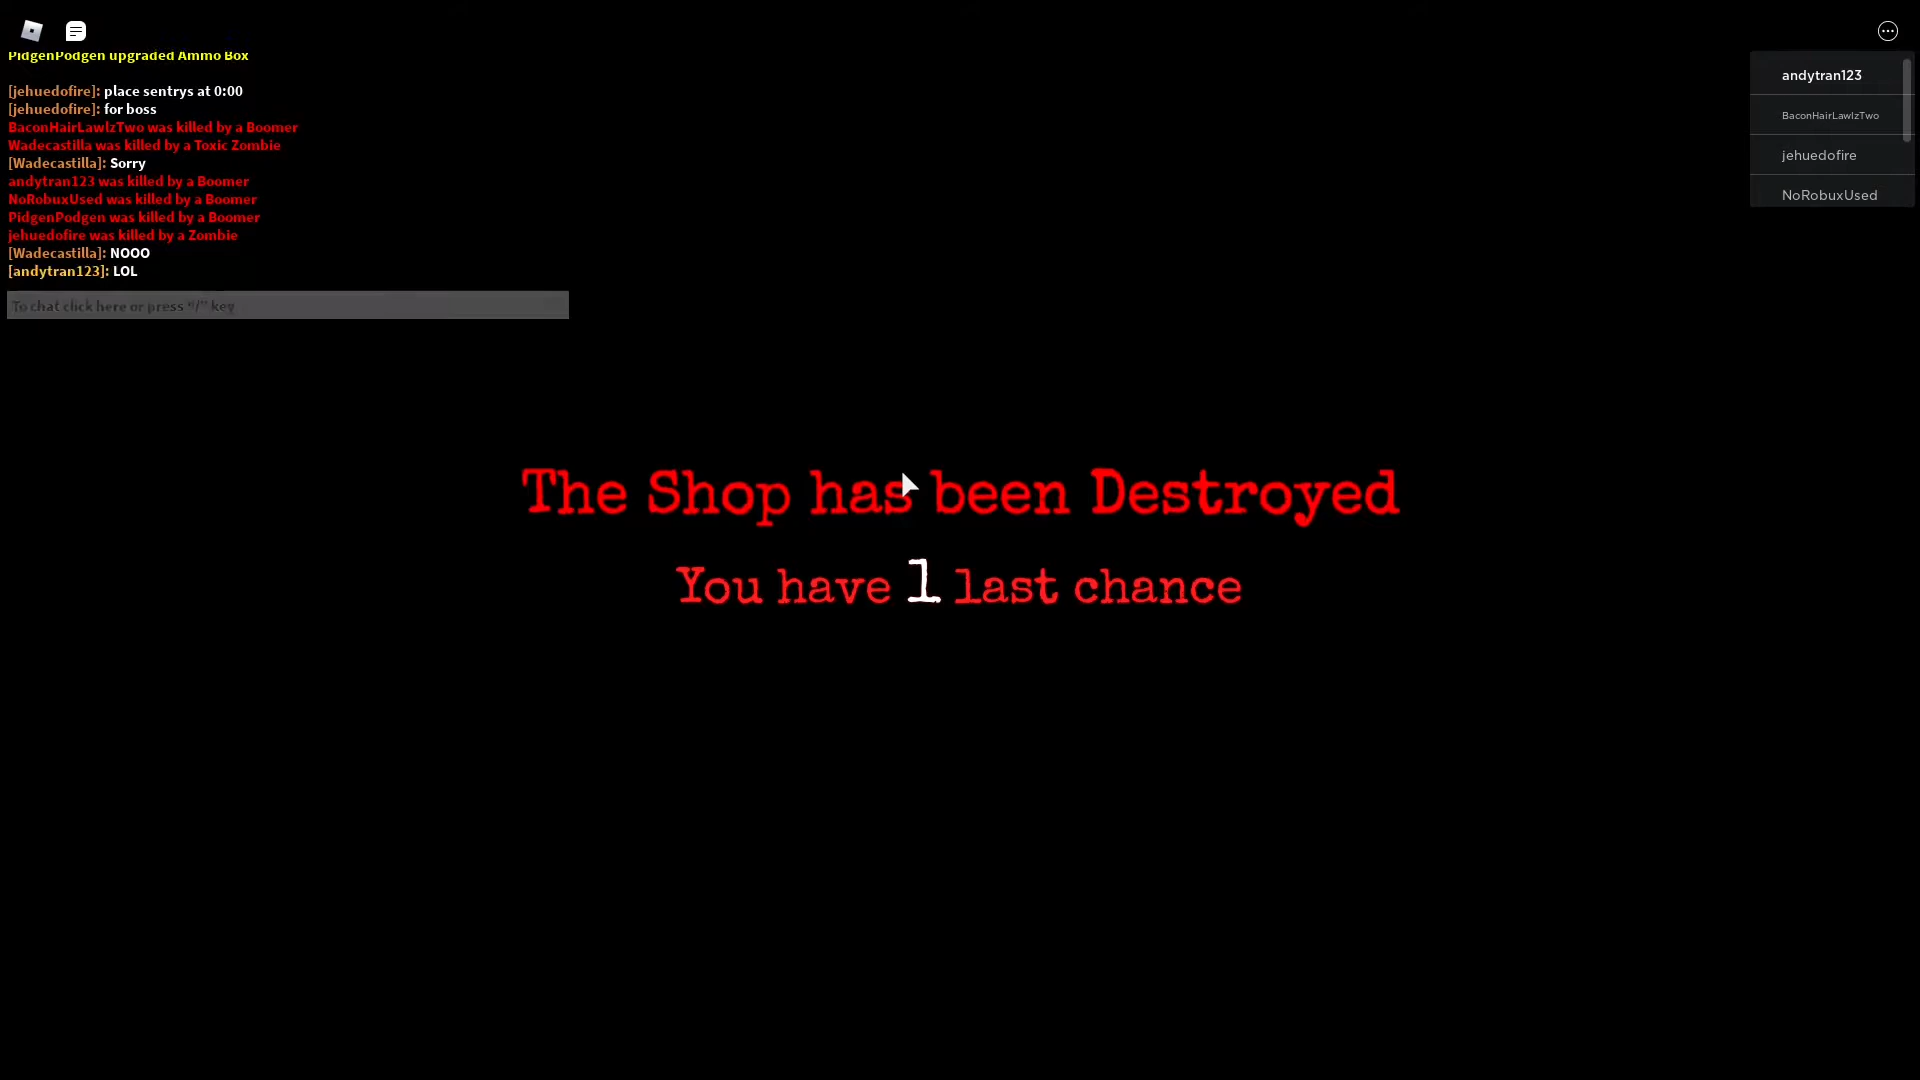 PidgenPodgen upgraded Ammo Box
[jehuedofire]: place sentrys at 0:00
[jehuedofire]: for boss
BaconHairLawlzTwo was killed by a Boomer
Wadecastilla was killed by a Toxic Zombie
[Wadecastilla]: Sorry
andytran123 was killed by a Boomer
NoRobuxUsed was killed by a Boomer
PidgenPodgen was killed by a Boomer
jehuedofire was killed by a Zombie
[Wadecastilla]: NOOO
[andytran123]: LOL
To chat click here or press "/" key
andytran123
BaconHairLawlzTwo
jehuedofire
NoRobuxUsed
The Shop has been Destroyed
You have 1 last chance